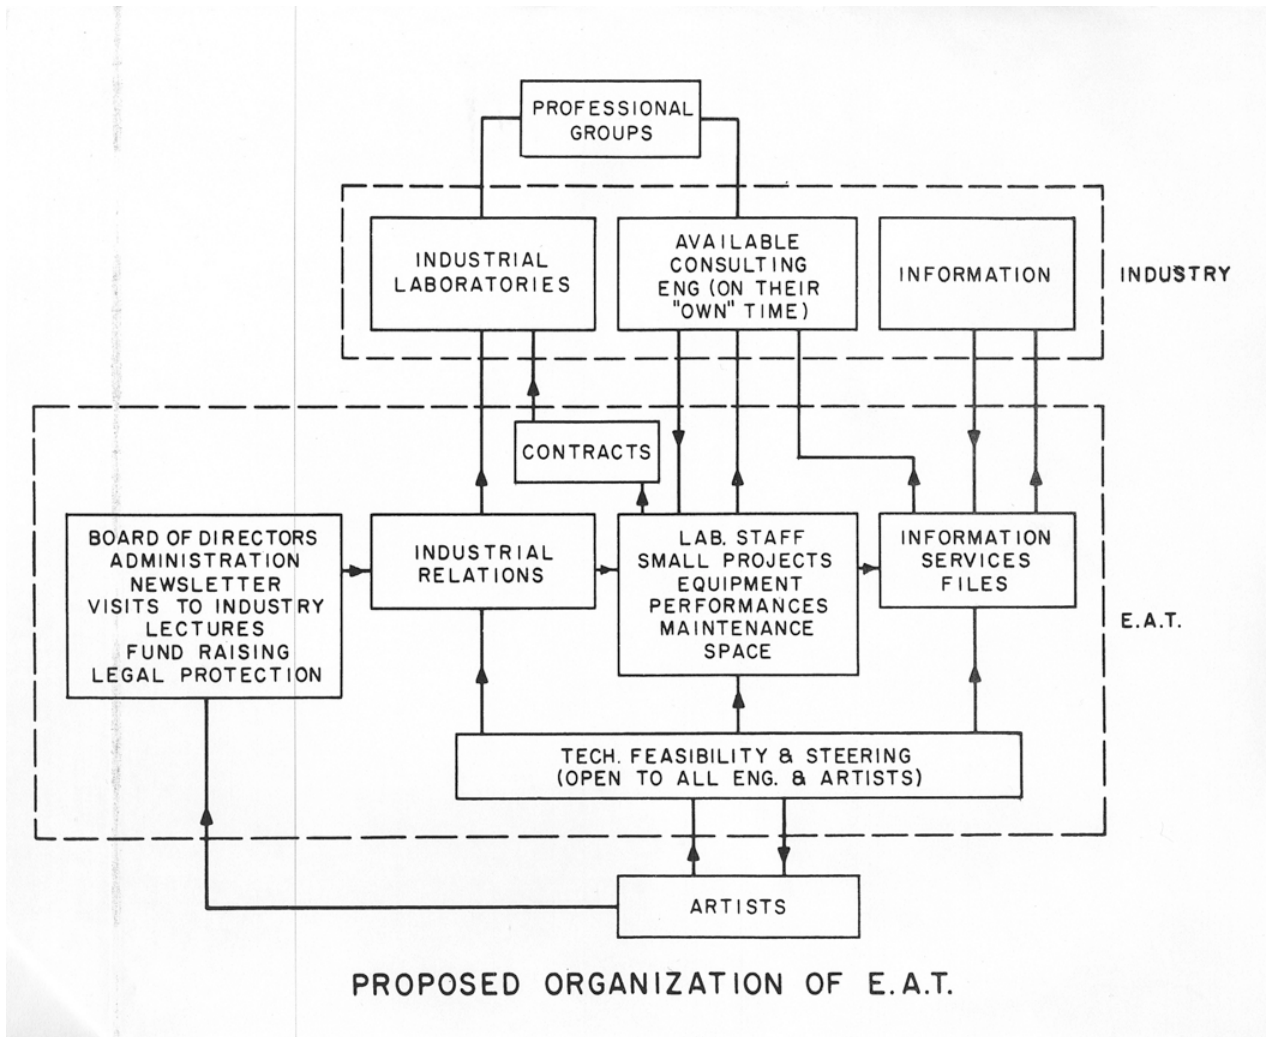 PROFESSIONAL
GROUPS
INDUSTRIAL
LABORATORIES
AVAILABLE
CONSULTING
ENG (ON THEIR
"OWN" TIME)
INFORMATION
INDUSTRY
CONTRACTS
BOARD OF DIRECTORS
ADMINISTRATION
NEWSLETTER
VISITS TO INDUSTRY
LECTURES
FUND RAISING
LEGAL PROTECTION
INDUSTRIAL
RELATIONS
LAB. STAFF
SMALL PROJECTS
EQUIPMENT
PERFORMANCES
MAINTENANCE
SPACE
INFORMATION
SERVICES
FILES
E.A.T.
TECH. FEASIBILITY & STEERING
(OPEN TO ALL ENG. & ARTISTS)
ARTISTS
PROPOSED ORGANIZATION OF E.A.T.